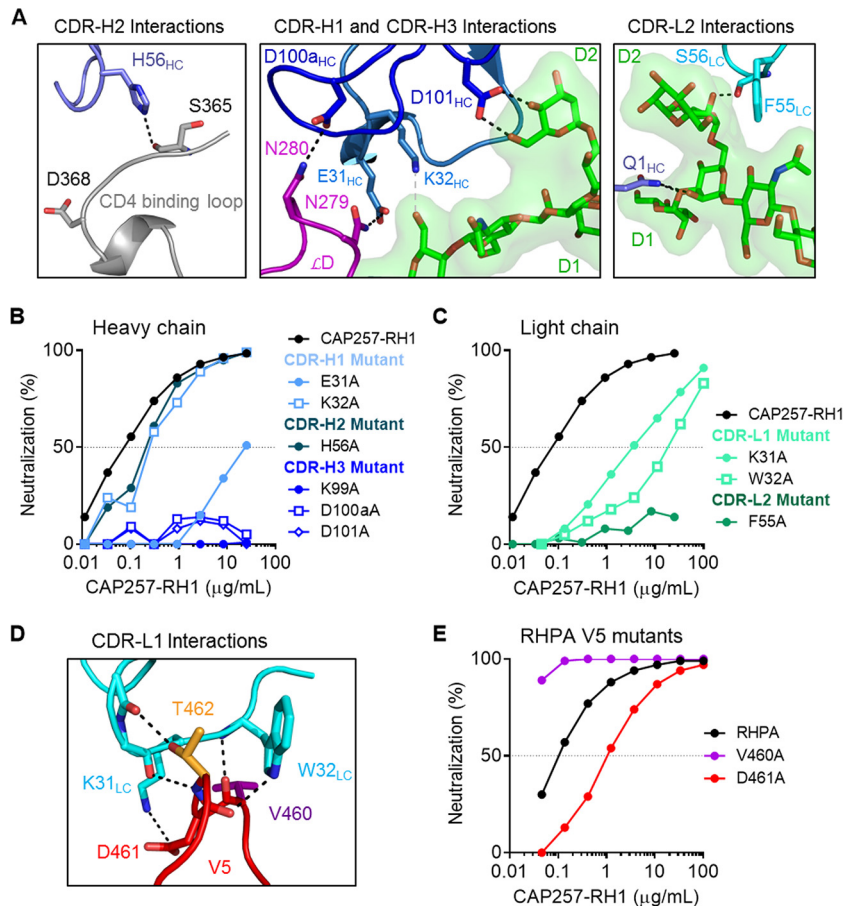 A
CDR-H2 Interactions
CDR-H1 and CDR-H3 Interactions
CDR-L2 Interactions
H56HC
S365
D368
CD4 binding loop
D100aHC
D2
D101HC
N280
E31HC
K32HC
N279
ℒD
D1
D2
S56LC
F55LC
Q1HC
D1
B
Heavy chain
Neutralization (%)
100
50
0
0.01
0.1
1
10
100
CAP257-RH1 (μg/mL)
CAP257-RH1
CDR-H1 Mutant
E31A
K32A
CDR-H2 Mutant
H56A
CDR-H3 Mutant
K99A
D100aA
D101A
C
Light chain
Neutralization (%)
100
50
0
0.01
0.1
1
10
100
CAP257-RH1 (μg/mL)
CAP257-RH1
CDR-L1 Mutant
K31A
W32A
CDR-L2 Mutant
F55A
D
CDR-L1 Interactions
T462
K31LC
W32LC
V460
D461
V5
E
RHPA V5 mutants
Neutralization (%)
100
50
0
0.01
0.1
1
10
100
CAP257-RH1 (μg/mL)
RHPA
V460A
D461A